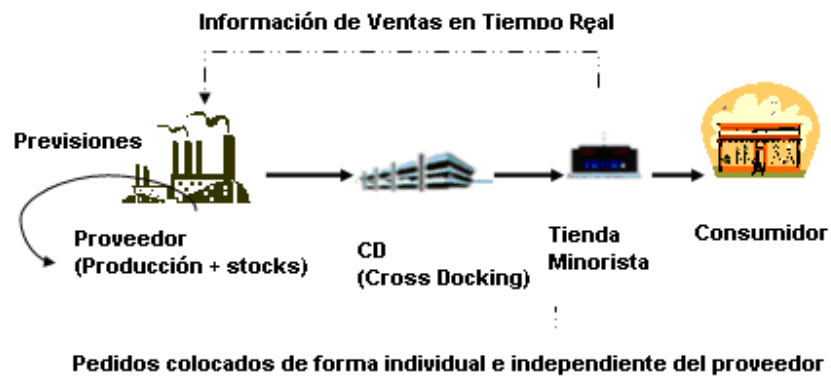 Información de Ventas en Tiempo Real
Previsiones
Proveedor
(Producción + stocks)
CD
(Cross Docking)
Tienda
Minorista
Consumidor
Pedidos colocados de forma individual e independiente del proveedor